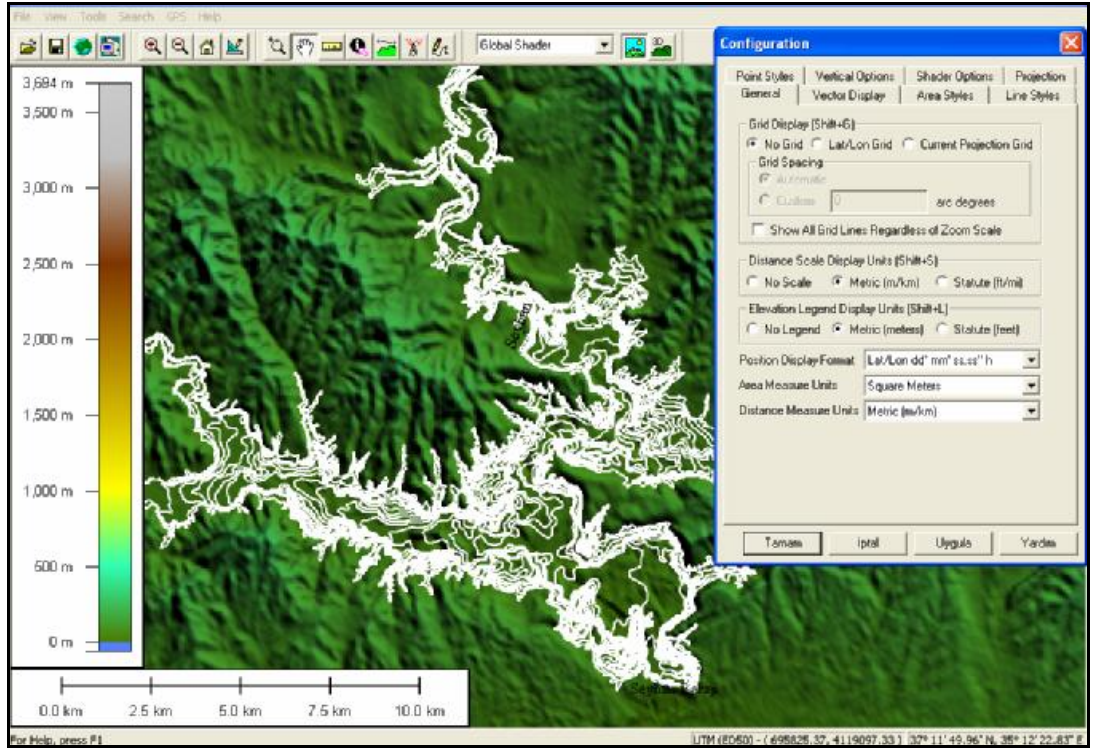 File View Tools Search GPS Help
Global Shader
3D
3,694 m
3,500 m
3,000 m
2,500 m
2,000 m
1,500 m
1,000 m
500 m
0 m
0.0 km 2.5 km 5.0 km 7.5 km 10.0 km
Configuration
Point Styles Vertical Options Shader Options Projection
General Vector Display Area Styles Line Styles
Grid Display (Shift+G)
No Grid Lat/Lon Grid Current Projection Grid
Grid Spacing
Automatic
Custom 0 arc degrees
Show All Grid Lines Regardless of Zoom Scale
Distance Scale Display Units (Shift+S)
No Scale Metric (m/km) Statute (ft/mi)
Elevation Legend Display Units (Shift+L)
No Legend Metric (meters) Statute (feet)
Position Display Format Lat/Lon dd° mm' ss.ss'' h
Area Measure Units Square Meters
Distance Measure Units Metric (m/km)
Tamam İptal Uygula Yardım
For Help, press F1
UTM (ED50) - ( 695825.37, 4119097.33 ) 37° 11' 49.96" N, 35° 12' 22.83" E